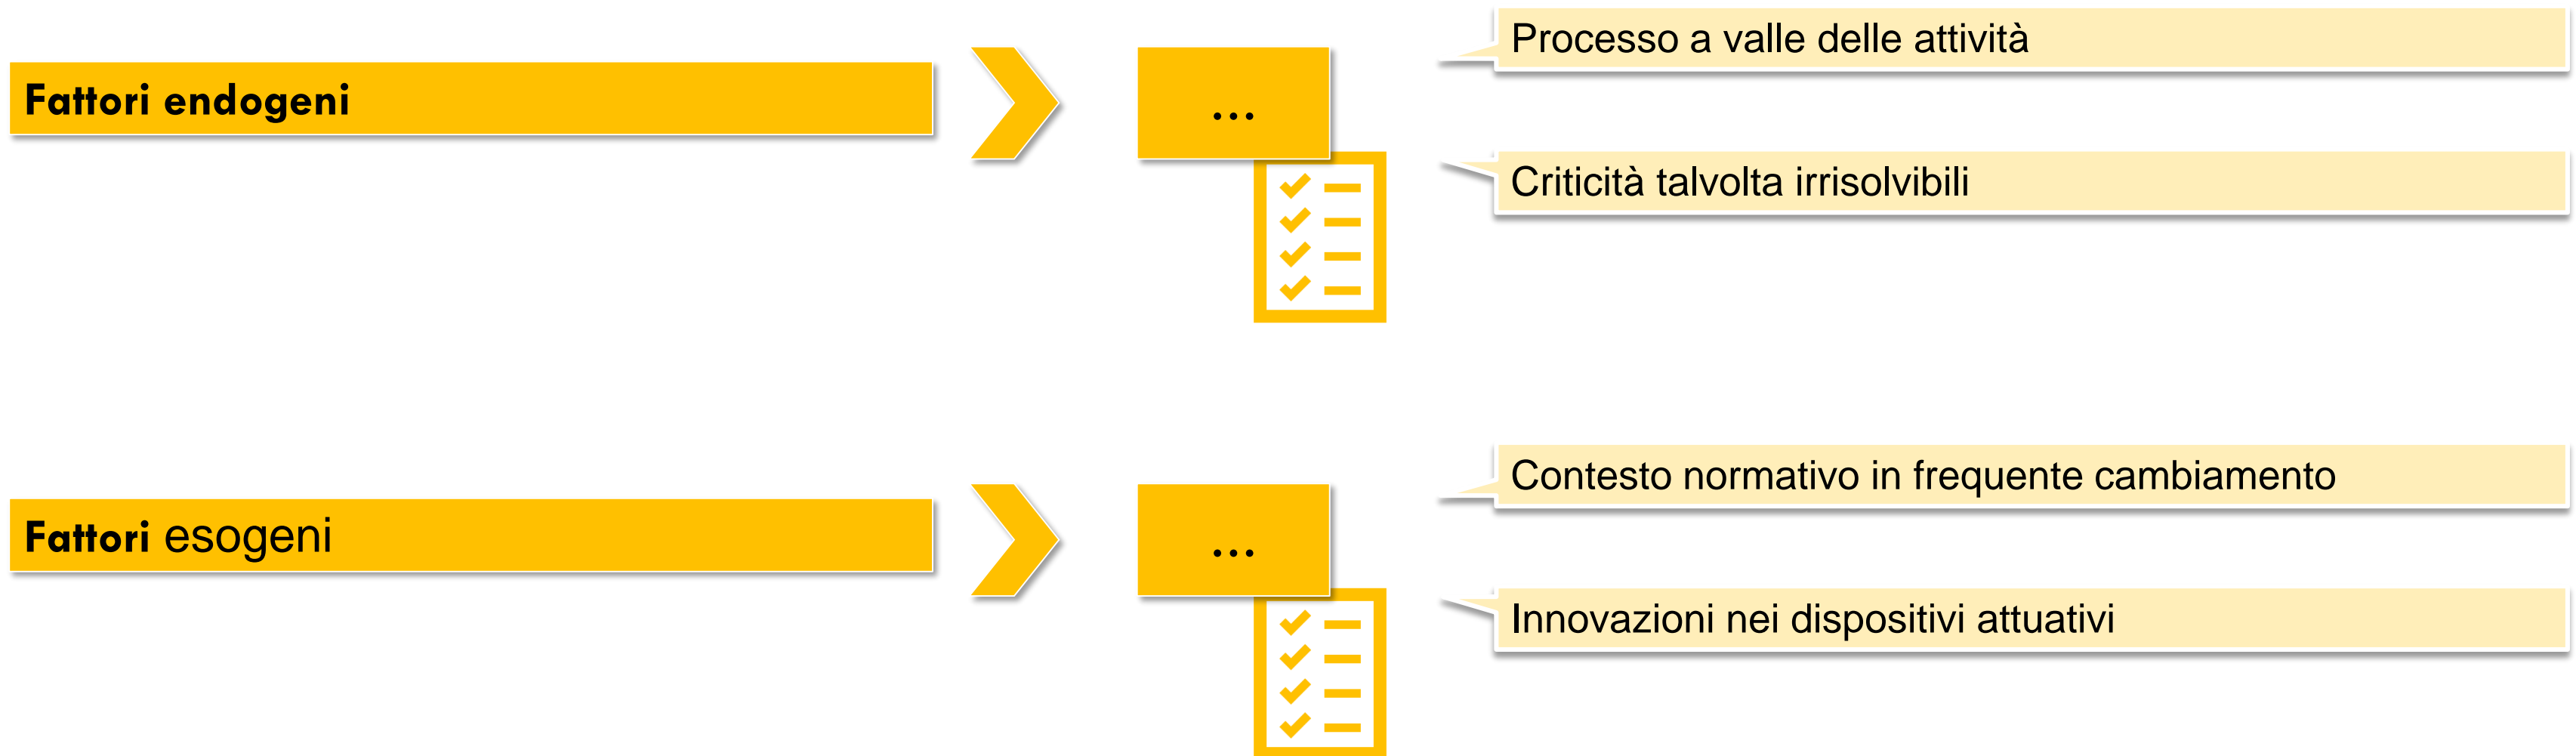 Processo a valle delle attività
Fattori endogeni
...
Criticità talvolta irrisolvibili
Contesto normativo in frequente cambiamento
Fattori esogeni
...
Innovazioni nei dispositivi attuativi